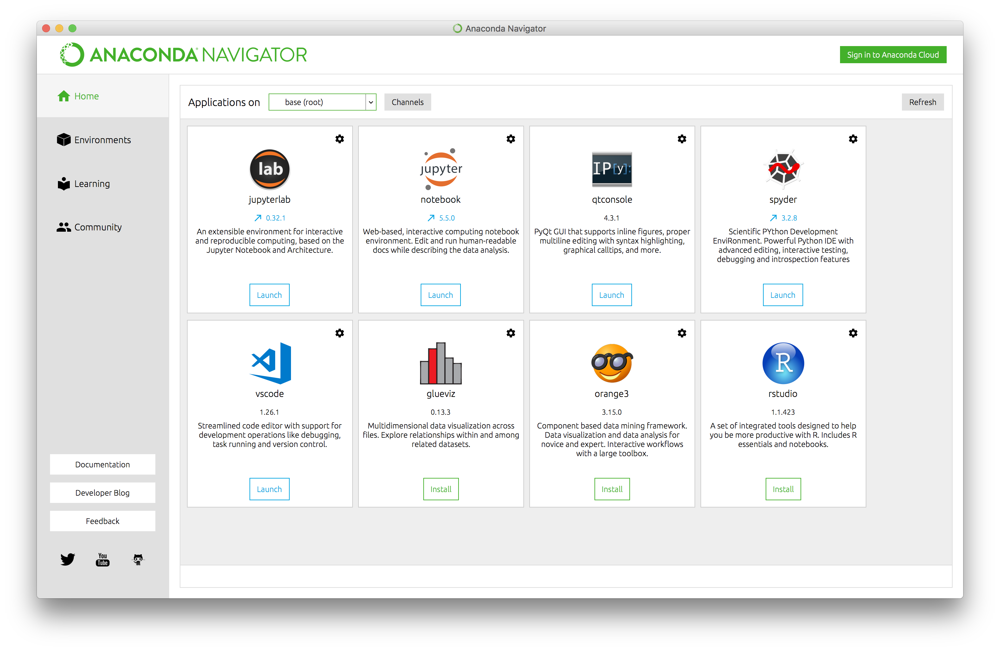 Anaconda Navigator
ANACONDA NAVIGATOR
Sign in to Anaconda Cloud
Home
Environments
Learning
Community
Documentation
Developer Blog
Feedback
You
Tube
Applications on
base (root)
Channels
Refresh
lab
jupyterlab
0.32.1
An extensible environment for interactive
and reproducible computing, based on the
Jupyter Notebook and Architecture.
Launch
jupyter
notebook
5.5.0
Web-based, interactive computing notebook
environment. Edit and run human-readable
docs while describing the data analysis.
Launch
IP[y]:
qtconsole
4.3.1
PyQt GUI that supports inline figures, proper
multiline editing with syntax highlighting,
graphical calltips, and more.
Launch
spyder
3.2.8
Scientific PYthon Development
EnviRonment. Powerful Python IDE with
advanced editing, interactive testing,
debugging and introspection features
Launch
vscode
1.26.1
Streamlined code editor with support for
development operations like debugging,
task running and version control.
Launch
glueviz
0.13.3
Multidimensional data visualization across
files. Explore relationships within and among
related datasets.
Install
orange3
3.15.0
Component based data mining framework.
Data visualization and data analysis for
novice and expert. Interactive workflows
with a large toolbox.
Install
R
rstudio
1.1.423
A set of integrated tools designed to help
you be more productive with R. Includes R
essentials and notebooks.
Install